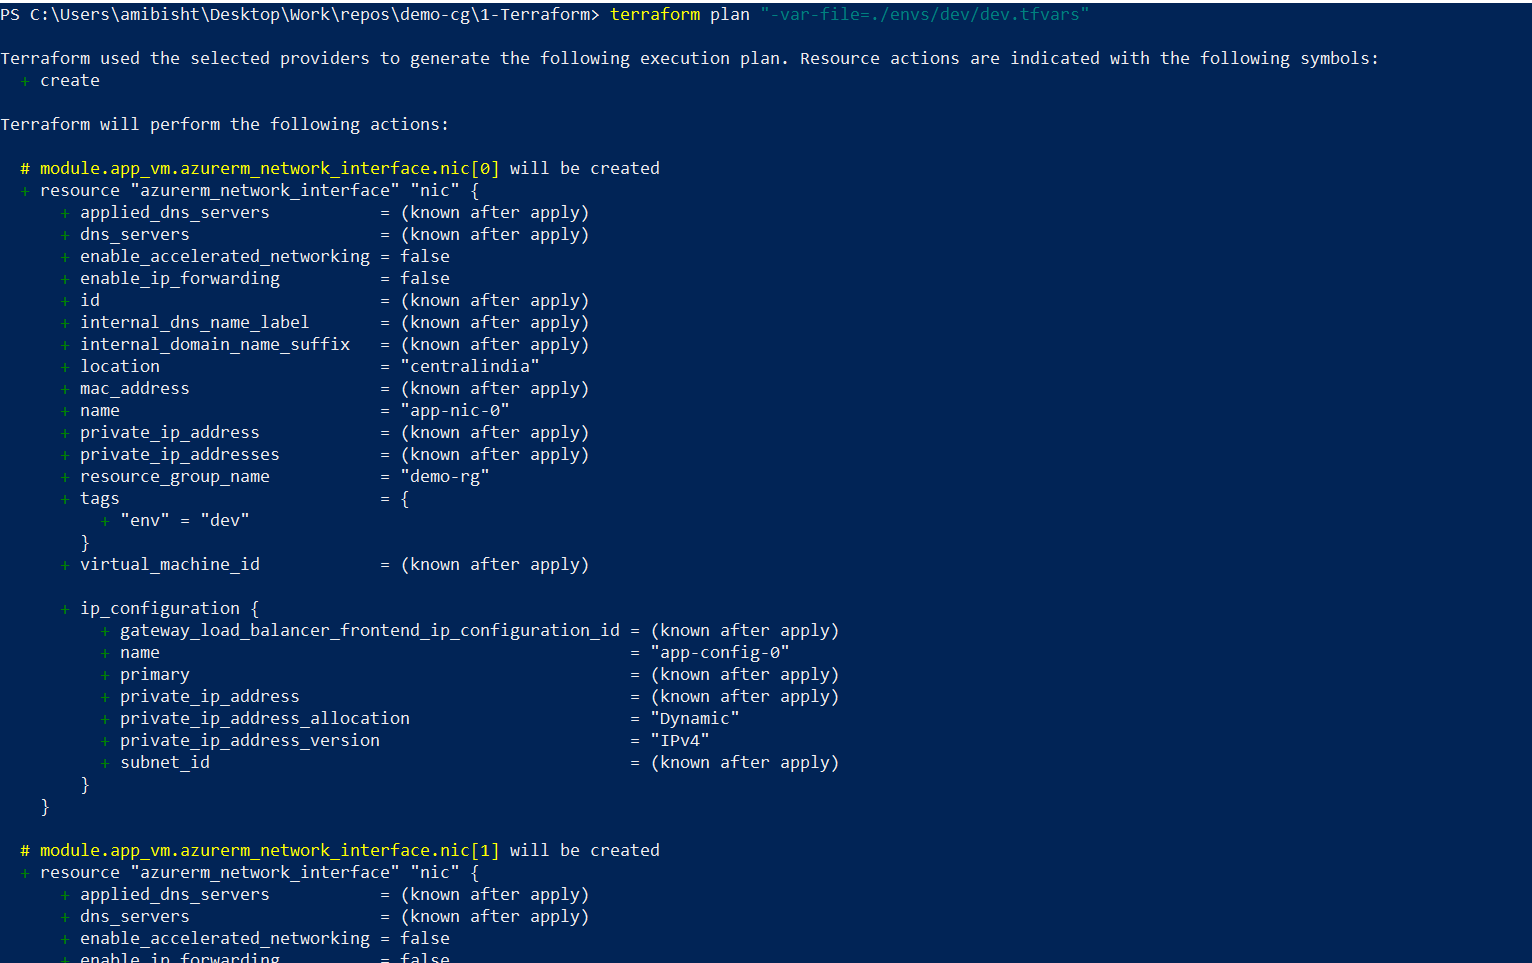 PS C:\Users\amibisht\Desktop\Work\repos\demo-cg\1-Terraform> terraform plan "-var-file=./envs/dev/dev.tfvars"
Terraform used the selected providers to generate the following execution plan. Resource actions are indicated with the following symbols:
  + create
Terraform will perform the following actions:
  # module.app_vm.azurerm_network_interface.nic[0] will be created
  + resource "azurerm_network_interface" "nic" {
      + applied_dns_servers           = (known after apply)
      + dns_servers                   = (known after apply)
      + enable_accelerated_networking = false
      + enable_ip_forwarding          = false
      + id                            = (known after apply)
      + internal_dns_name_label       = (known after apply)
      + internal_domain_name_suffix   = (known after apply)
      + location                      = "centralindia"
      + mac_address                   = (known after apply)
      + name                          = "app-nic-0"
      + private_ip_address            = (known after apply)
      + private_ip_addresses          = (known after apply)
      + resource_group_name           = "demo-rg"
      + tags                          = {
          + "env" = "dev"
        }
      + virtual_machine_id            = (known after apply)
      + ip_configuration {
          + gateway_load_balancer_frontend_ip_configuration_id = (known after apply)
          + name                                               = "app-config-0"
          + primary                                            = (known after apply)
          + private_ip_address                                 = (known after apply)
          + private_ip_address_allocation                      = "Dynamic"
          + private_ip_address_version                         = "IPv4"
          + subnet_id                                          = (known after apply)
        }
    }
  # module.app_vm.azurerm_network_interface.nic[1] will be created
  + resource "azurerm_network_interface" "nic" {
      + applied_dns_servers           = (known after apply)
      + dns_servers                   = (known after apply)
      + enable_accelerated_networking = false
      + enable_ip_forwarding          = false